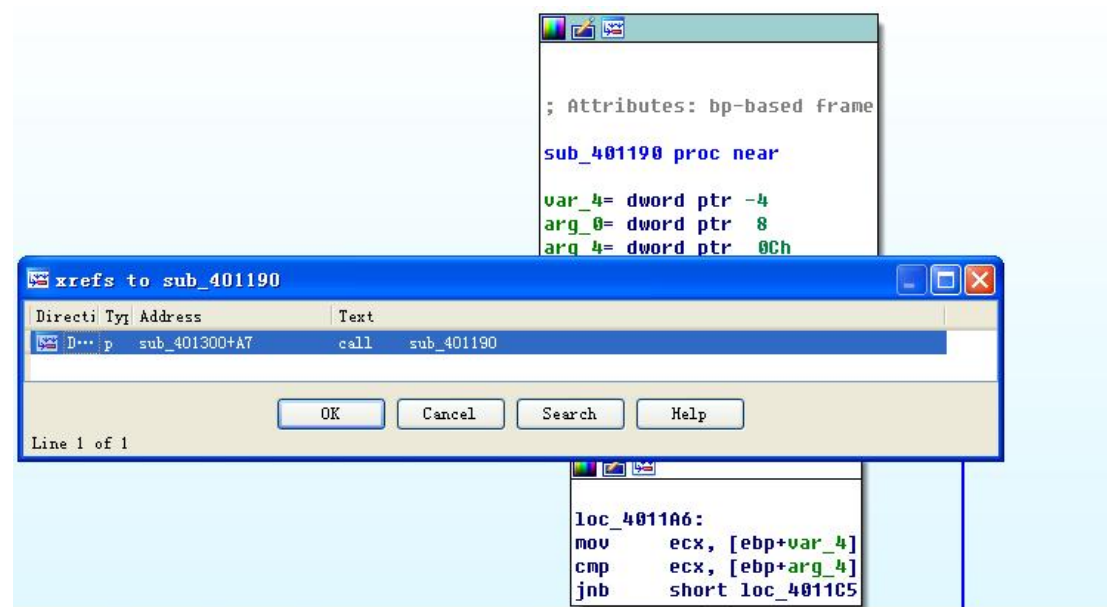 ; Attributes: bp-based frame
sub_401190 proc near
var_4= dword ptr -4
arg_0= dword ptr  8
arg_4= dword ptr  0Ch
xrefs to sub_401190
Directi Typ Address Text
D··· p sub_401300+A7 call sub_401190
OK Cancel Search Help
Line 1 of 1
loc_4011A6:
mov ecx, [ebp+var_4]
cmp ecx, [ebp+arg_4]
jnb short loc_4011C5